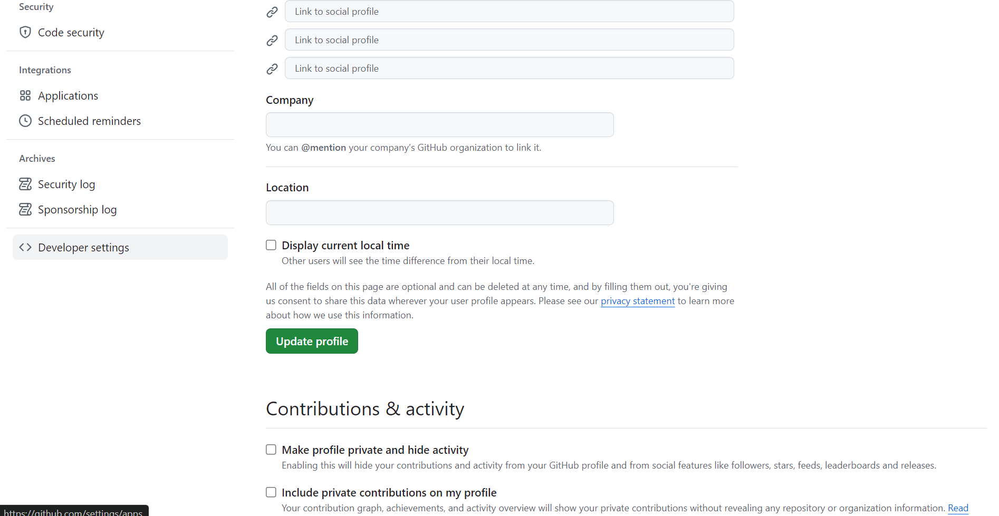 Security
Code security
Integrations
Applications
Scheduled reminders
Archives
Security log
Sponsorship log
Developer settings
Link to social profile
Link to social profile
Link to social profile
Company
You can @mention your company’s GitHub organization to link it.
Location
Display current local time
Other users will see the time difference from their local time.
All of the fields on this page are optional and can be deleted at any time, and by filling them out, you're giving
us consent to share this data wherever your user profile appears. Please see our privacy statement to learn more
about how we use this information.
Update profile
Contributions & activity
Make profile private and hide activity
Enabling this will hide your contributions and activity from your GitHub profile and from social features like followers, stars, feeds, leaderboards and releases.
Include private contributions on my profile
Your contribution graph, achievements, and activity overview will show your private contributions without revealing any repository or organization information. Read
https://github.com/settings/apps